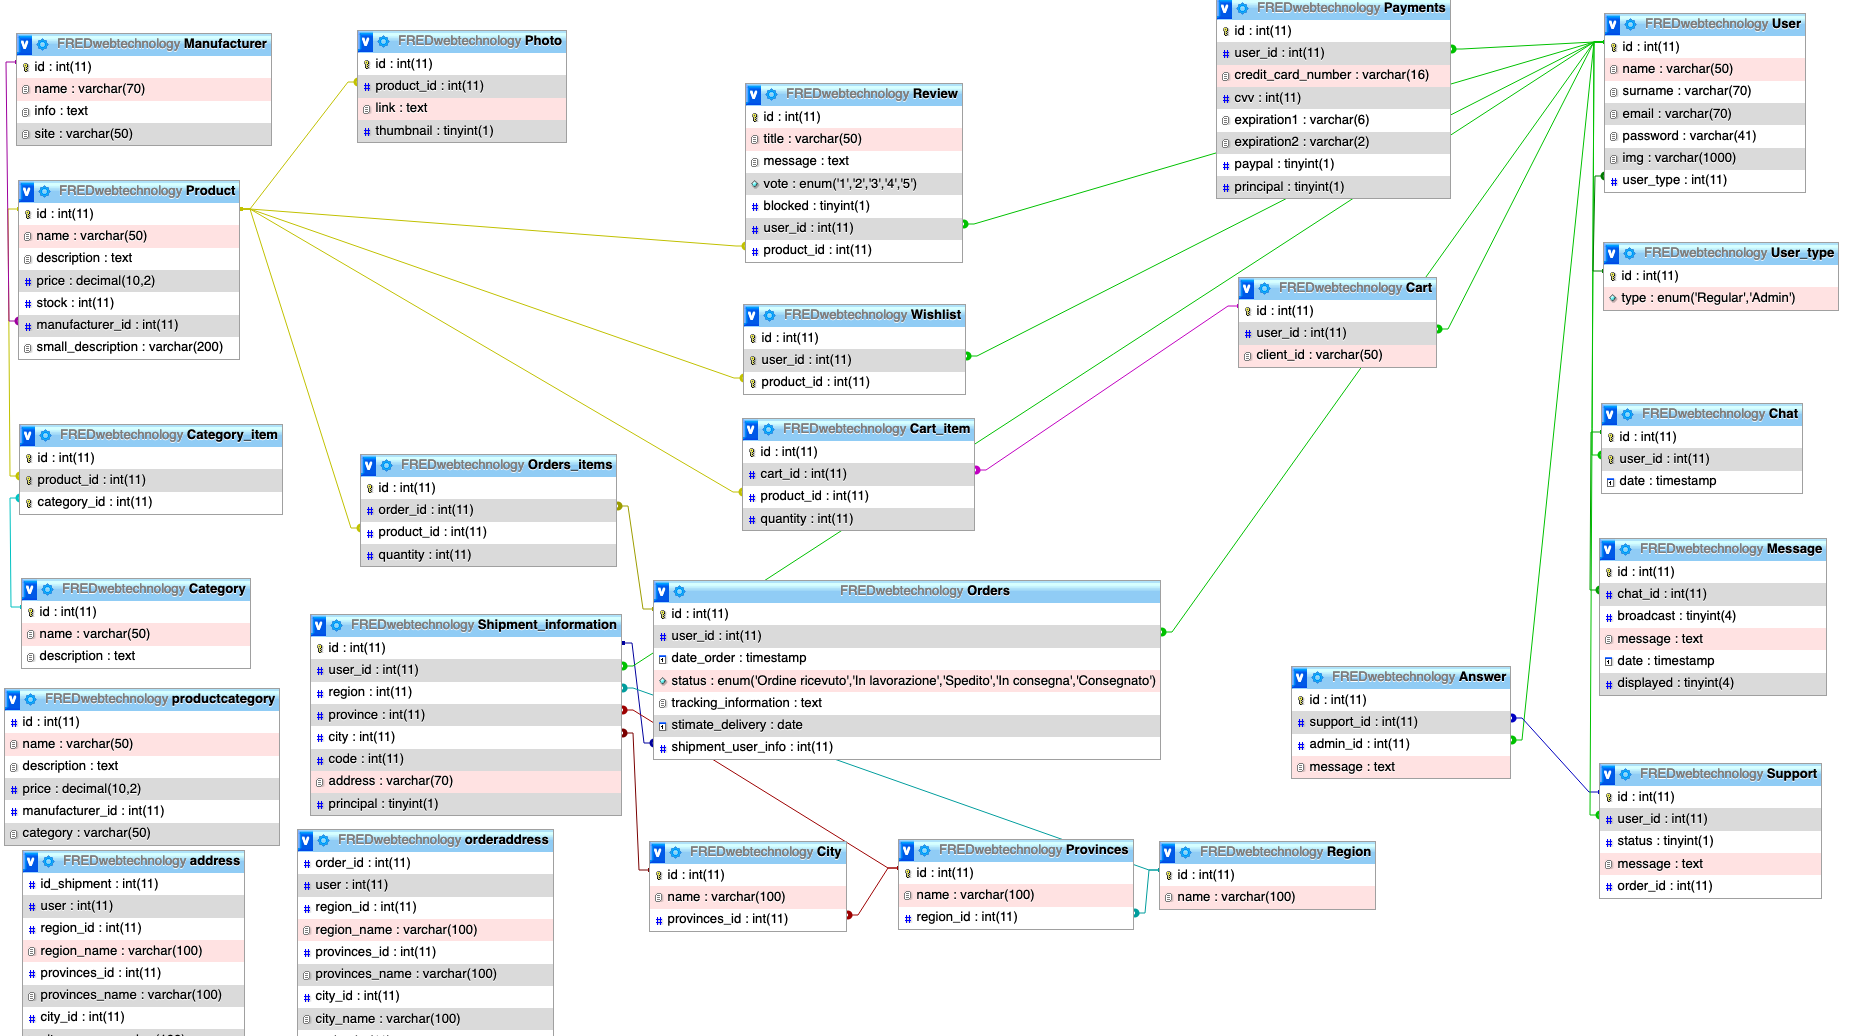 FREDwebtechnology Manufacturer
id : int(11)
name : varchar(70)
info : text
site : varchar(50)
FREDwebtechnology Photo
id : int(11)
product_id : int(11)
link : text
thumbnail : tinyint(1)
FREDwebtechnology Review
id : int(11)
title : varchar(50)
message : text
vote : enum('1','2','3','4','5')
blocked : tinyint(1)
user_id : int(11)
product_id : int(11)
FREDwebtechnology Payments
id : int(11)
user_id : int(11)
credit_card_number : varchar(16)
cvv : int(11)
expiration1 : varchar(6)
expiration2 : varchar(2)
paypal : tinyint(1)
principal : tinyint(1)
FREDwebtechnology User
id : int(11)
name : varchar(50)
surname : varchar(70)
email : varchar(70)
password : varchar(41)
img : varchar(1000)
user_type : int(11)
FREDwebtechnology Product
id : int(11)
name : varchar(50)
description : text
price : decimal(10,2)
stock : int(11)
manufacturer_id : int(11)
small_description : varchar(200)
FREDwebtechnology User_type
id : int(11)
type : enum('Regular','Admin')
FREDwebtechnology Wishlist
id : int(11)
user_id : int(11)
product_id : int(11)
FREDwebtechnology Cart
id : int(11)
user_id : int(11)
client_id : varchar(50)
FREDwebtechnology Category_item
id : int(11)
product_id : int(11)
category_id : int(11)
FREDwebtechnology Orders_items
id : int(11)
order_id : int(11)
product_id : int(11)
quantity : int(11)
FREDwebtechnology Cart_item
id : int(11)
cart_id : int(11)
product_id : int(11)
quantity : int(11)
FREDwebtechnology Chat
id : int(11)
user_id : int(11)
date : timestamp
FREDwebtechnology Category
id : int(11)
name : varchar(50)
description : text
FREDwebtechnology Shipment_information
id : int(11)
user_id : int(11)
region : int(11)
province : int(11)
city : int(11)
code : int(11)
address : varchar(70)
principal : tinyint(1)
FREDwebtechnology Orders
id : int(11)
user_id : int(11)
date_order : timestamp
status : enum('Ordine ricevuto','In lavorazione','Spedito','In consegna','Consegnato')
tracking_information : text
stimate_delivery : date
shipment_user_info : int(11)
FREDwebtechnology Message
id : int(11)
chat_id : int(11)
broadcast : tinyint(4)
message : text
date : timestamp
displayed : tinyint(4)
FREDwebtechnology Answer
id : int(11)
support_id : int(11)
admin_id : int(11)
message : text
FREDwebtechnology productcategory
id : int(11)
name : varchar(50)
description : text
price : decimal(10,2)
manufacturer_id : int(11)
category : varchar(50)
FREDwebtechnology Support
id : int(11)
user_id : int(11)
status : tinyint(1)
message : text
order_id : int(11)
FREDwebtechnology address
id_shipment : int(11)
user : int(11)
region_id : int(11)
region_name : varchar(100)
provinces_id : int(11)
provinces_name : varchar(100)
city_id : int(11)
FREDwebtechnology orderaddress
order_id : int(11)
user : int(11)
region_id : int(11)
region_name : varchar(100)
provinces_id : int(11)
provinces_name : varchar(100)
city_id : int(11)
city_name : varchar(100)
FREDwebtechnology City
id : int(11)
name : varchar(100)
provinces_id : int(11)
FREDwebtechnology Provinces
id : int(11)
name : varchar(100)
region_id : int(11)
FREDwebtechnology Region
id : int(11)
name : varchar(100)